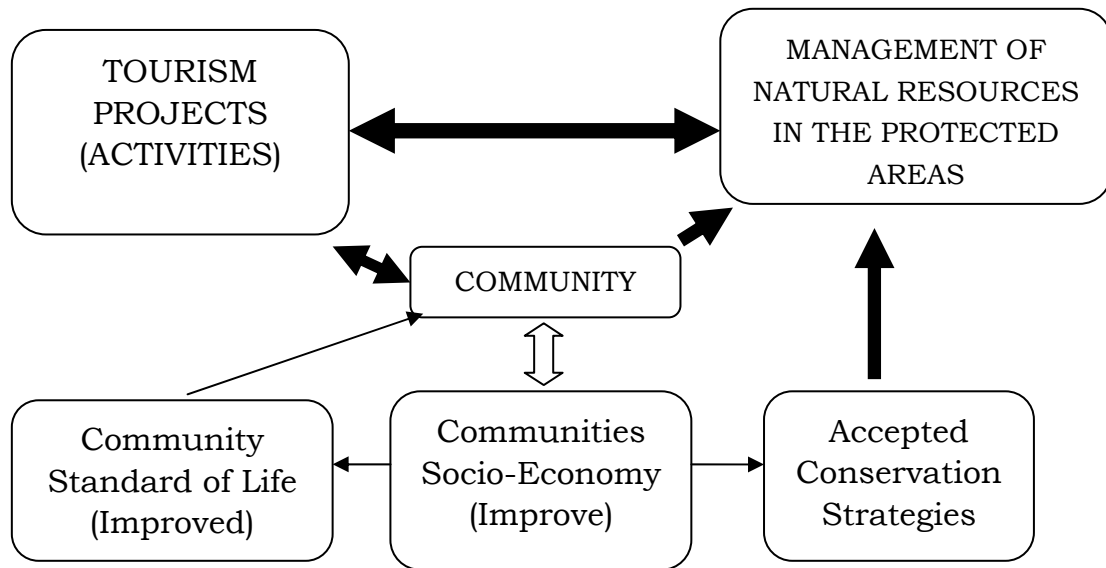 TOURISM
PROJECTS
(ACTIVITIES)
MANAGEMENT OF
NATURAL RESOURCES
IN THE PROTECTED
AREAS
COMMUNITY
Community
Standard of Life
(Improved)
Communities
Socio-Economy
(Improve)
Accepted
Conservation
Strategies